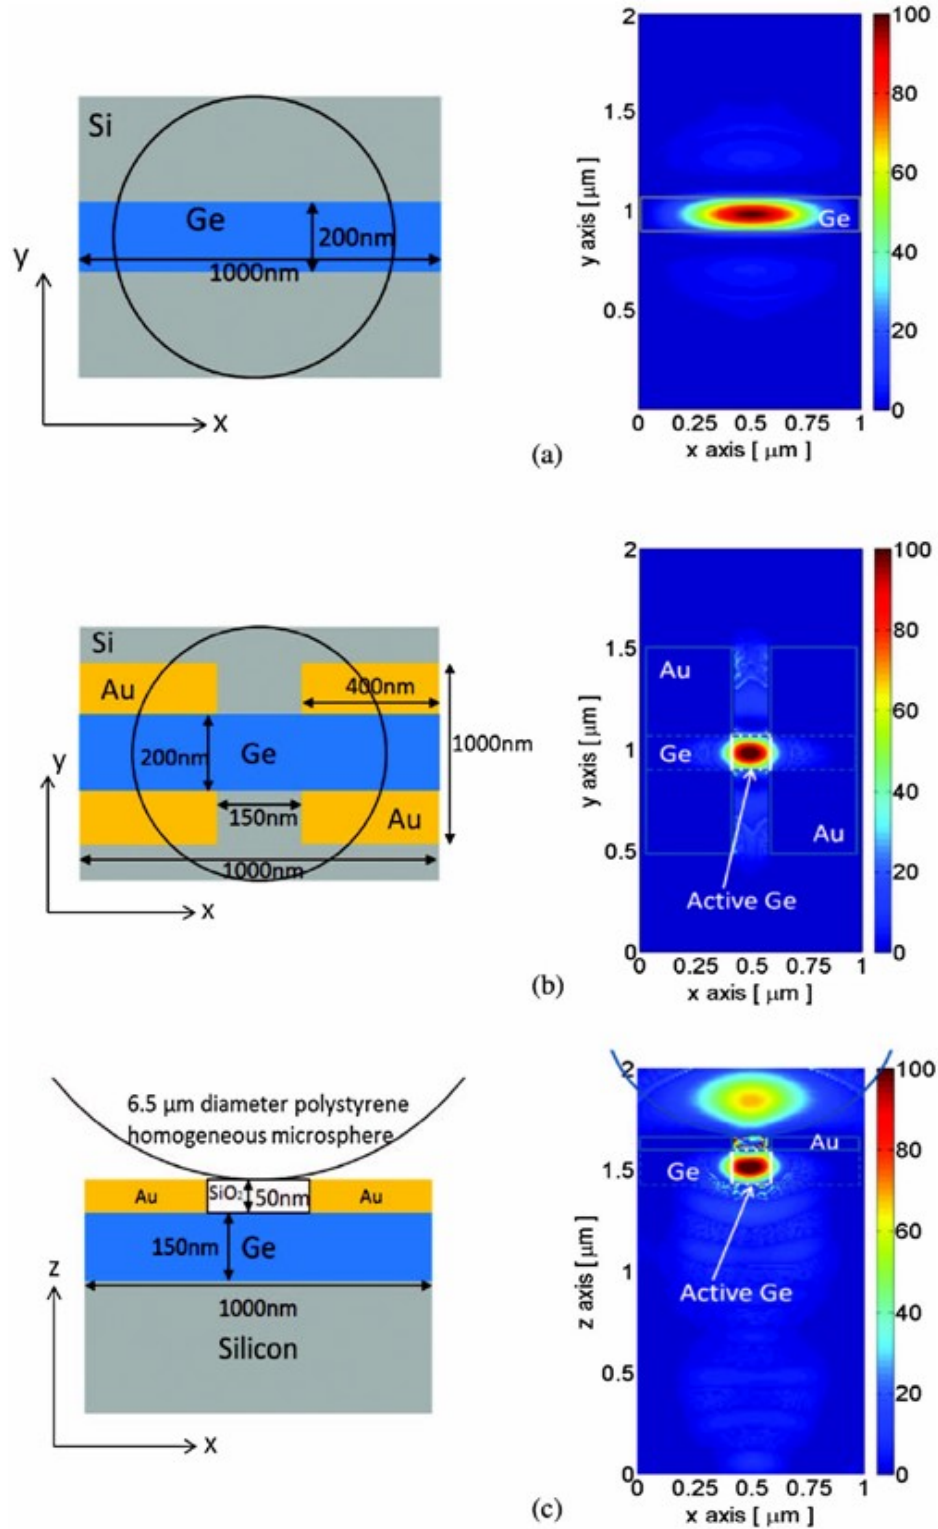 Si
Ge
200nm
1000nm
y
x
2
1.5
1
0.5
0
y axis [ μm ]
0 0.25 0.5 0.75 1
x axis [ μm ]
Ge
100
80
60
40
20
0
(a)
Si
Au
400nm
200nm
Ge
1000nm
150nm
Au
1000nm
y
x
2
1.5
1
0.5
0
y axis [ μm ]
Au
Ge
Au
Active Ge
0 0.25 0.5 0.75 1
x axis [ μm ]
100
80
60
40
20
0
(b)
6.5 μm diameter polystyrene
homogeneous microsphere
Au
SiO₂
50nm
Au
150nm
Ge
1000nm
Silicon
z
x
2
1.5
1
0.5
0
z axis [ μm ]
Au
Ge
Active Ge
0 0.25 0.5 0.75 1
x axis [ μm ]
100
80
60
40
20
0
(c)